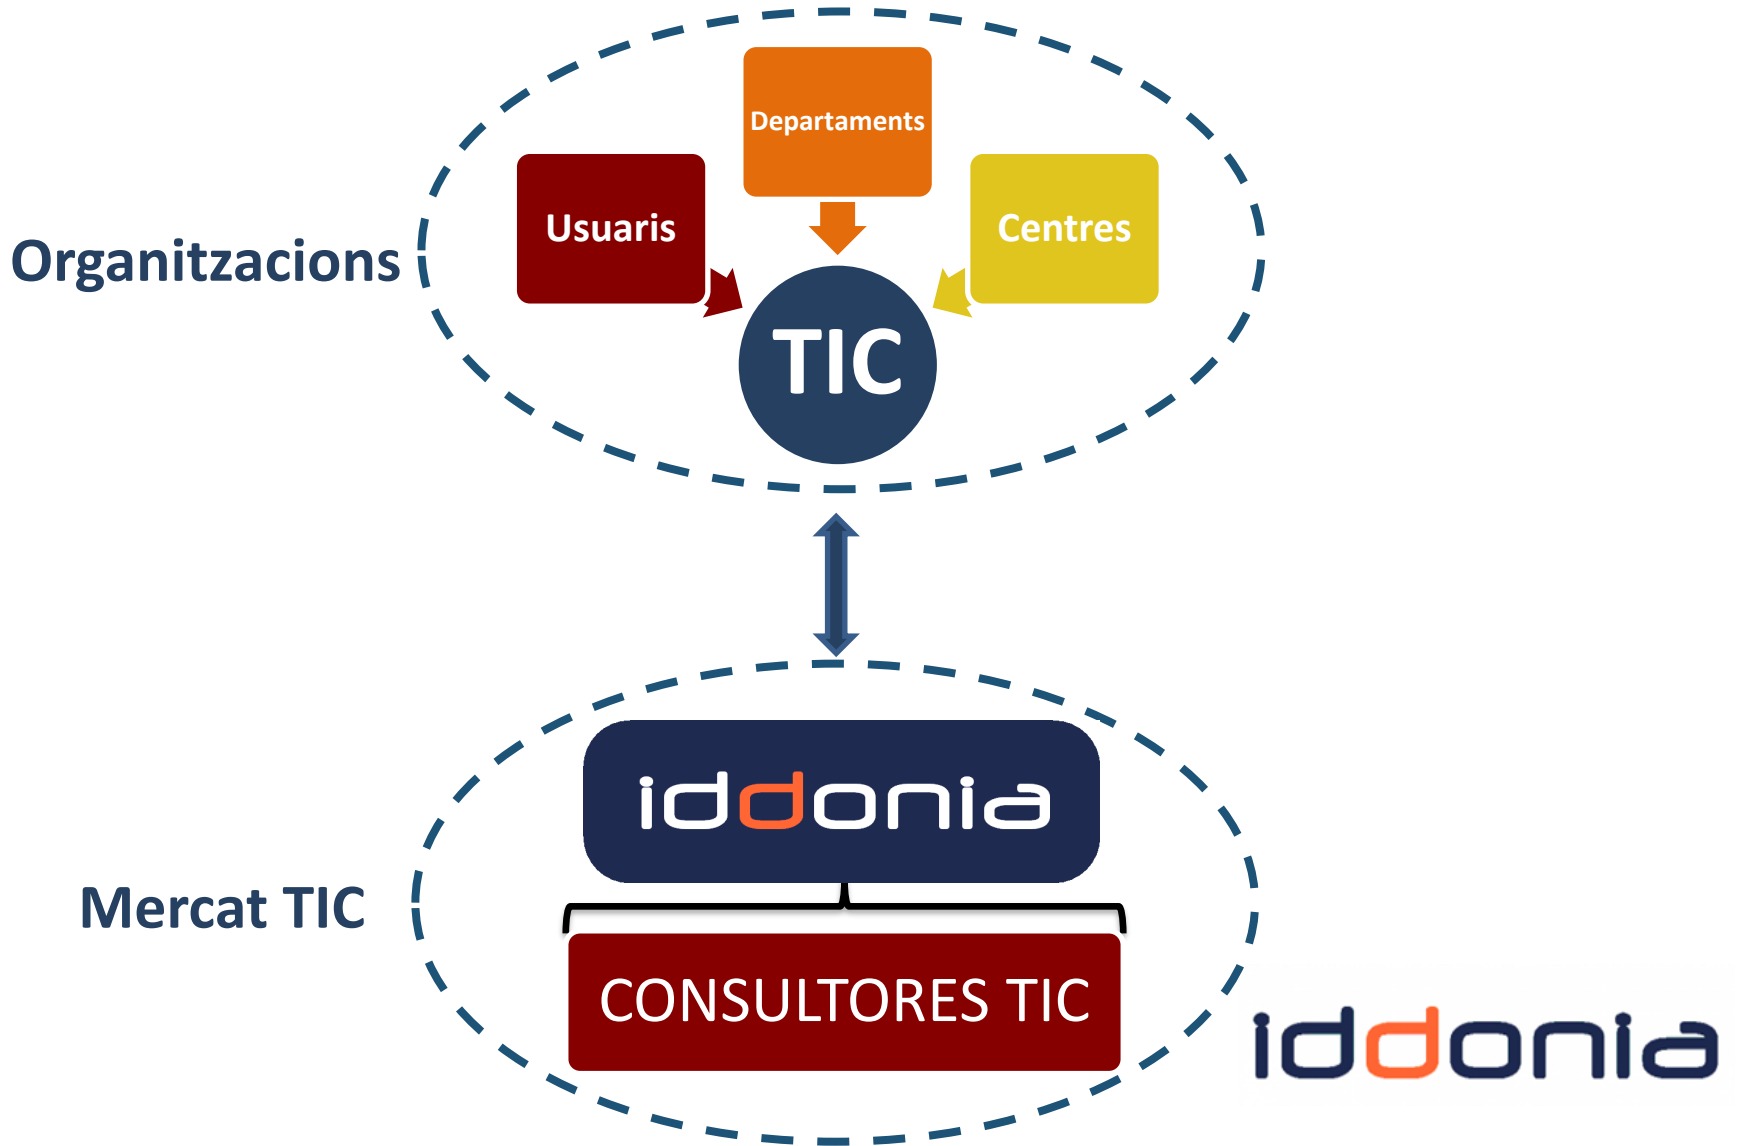 Departaments
Usuaris
Centres
Organitzacions
TIC
iddonia
Mercat TIC
CONSULTORES TIC
iddonia